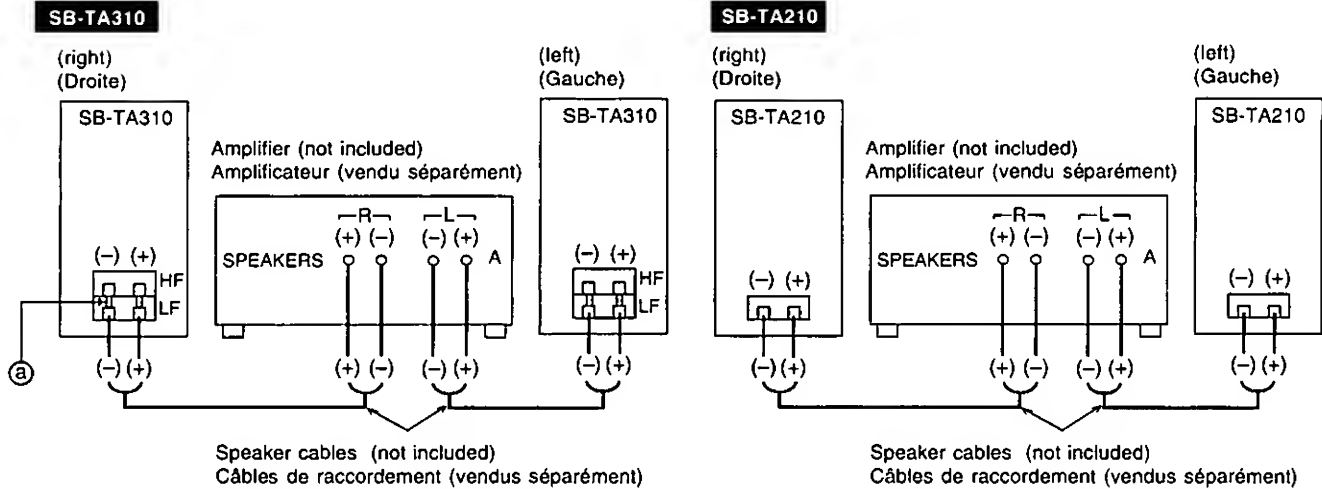 SB-TA310
(right)
(Droite)
(left)
(Gauche)
SB-TA310
SB-TA310
Amplifier (not included)
Amplificateur (vendu séparément)
R L
(+) (−) (−) (+)
SPEAKERS A
(−) (+)
HF
LF
(−) (+)
HF
LF
ⓐ
(−) (+)
(+) (−)
(−) (+)
(−) (+)
Speaker cables (not included)
Câbles de raccordement (vendus séparément)
SB-TA210
(right)
(Droite)
(left)
(Gauche)
SB-TA210
SB-TA210
Amplifier (not included)
Amplificateur (vendu séparément)
R L
(+) (−) (−) (+)
SPEAKERS A
(−) (+)
(−) (+)
(−) (+)
(+) (−)
(−) (+)
(−) (+)
Speaker cables (not included)
Câbles de raccordement (vendus séparément)